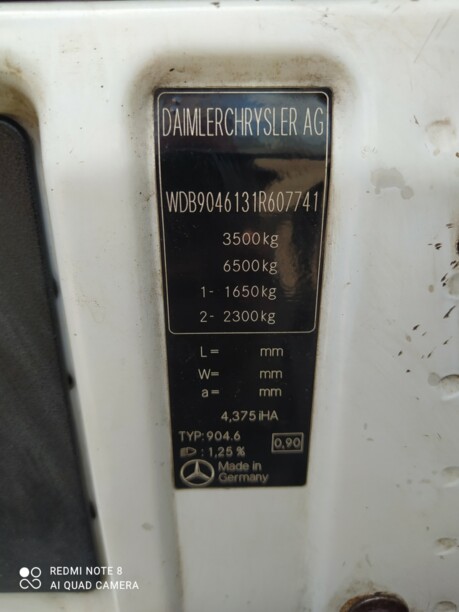 DAIMLERCHRYSLER AG
WDB9046131R607741
3500kg
6500kg
1- 1650kg
2- 2300kg
L= mm
W= mm
a= mm
4,375 iHA
TYP: 904.6 0,90
: 1,25 %
Made in
Germany
REDMI NOTE 8
AI QUAD CAMERA